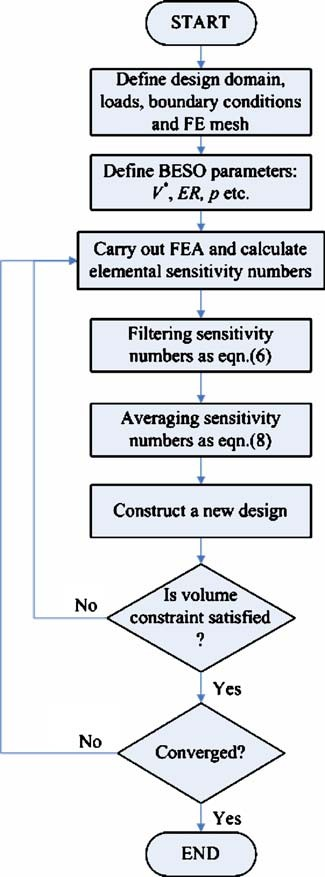 START
Define design domain,
loads, boundary conditions
and FE mesh
Define BESO parameters:
V*, ER, p etc.
Carry out FEA and calculate
elemental sensitivity numbers
Filtering sensitivity
numbers as eqn.(6)
Averaging sensitivity
numbers as eqn.(8)
Construct a new design
Is volume
constraint satisfied
?
No
Yes
Converged?
No
Yes
END